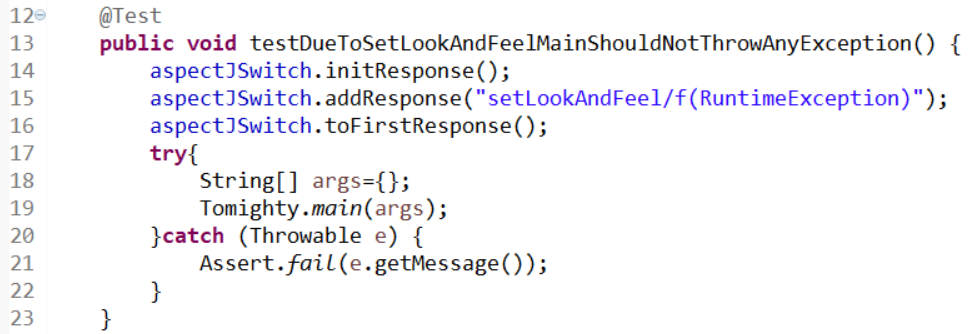 12 @Test
13 public void testDueToSetLookAndFeelMainShouldNotThrowAnyException() {
14 aspectJSwitch.initResponse();
15 aspectJSwitch.addResponse("setLookAndFeel/f(RuntimeException)");
16 aspectJSwitch.toFirstResponse();
17 try{
18 String[] args={};
19 Tomighty.main(args);
20 }catch (Throwable e) {
21 Assert.fail(e.getMessage());
22 }
23 }